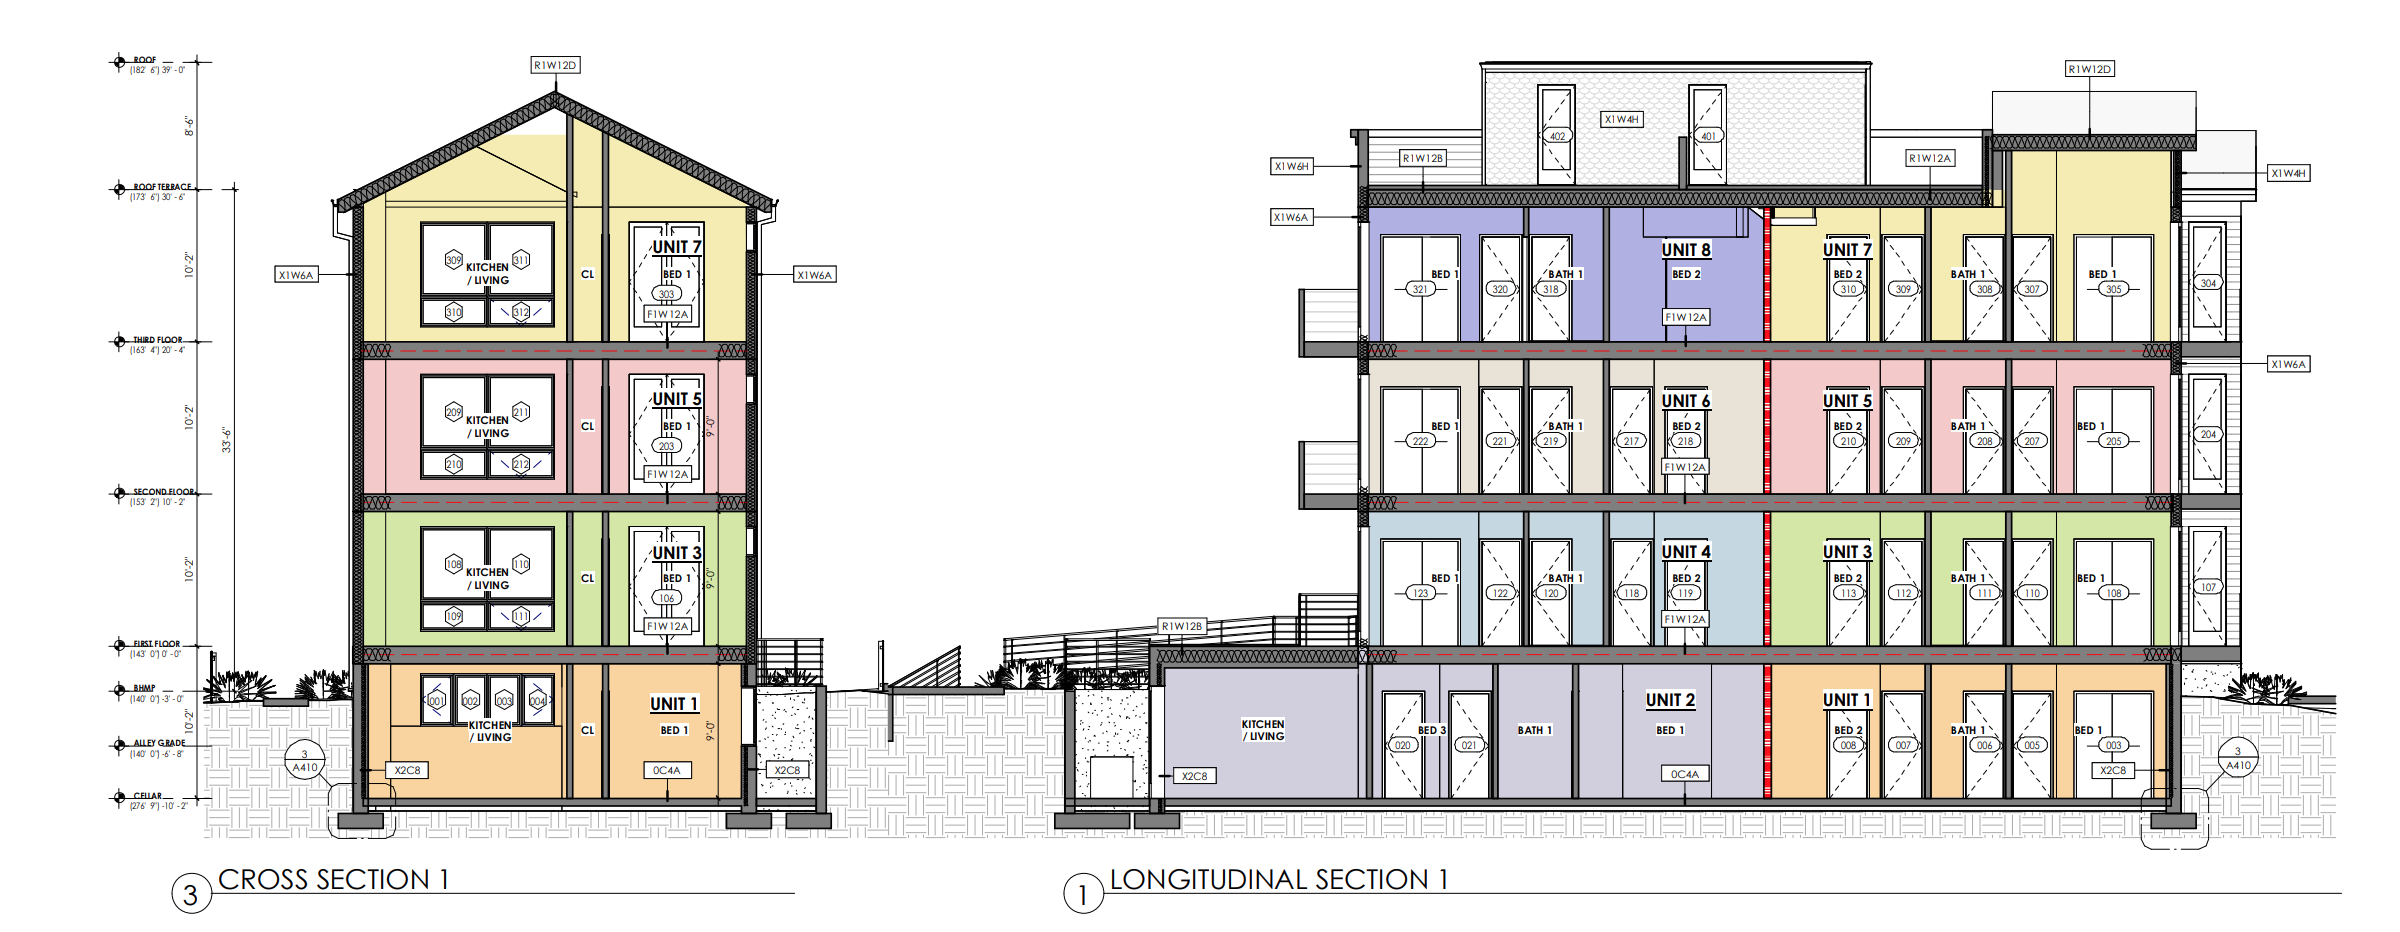 ROOF
(182' 6") 39' - 0"
8'-6"
ROOF TERRACE
(173' 6") 30' - 6"
10'-2"
THIRD FLOOR
(163' 4") 20' - 4"
10'-2"
33'-6"
SECOND FLOOR
(153' 2") 10' - 2"
10'-2"
FIRST FLOOR
(143' 0") 0' - 0"
BHMP
(140' 0") -3' - 0"
10'-2"
ALLEY GRADE
(140' 0") -6' - 8"
CELLAR
(276' 9") -10' - 2"
R1W12D
X1W6A
X1W6A
UNIT 7
309
311
KITCHEN
/ LIVING
CL
BED 1
303
310
312
F1W12A
UNIT 5
209
211
KITCHEN
/ LIVING
CL
BED 1
9'-0"
203
210
212
F1W12A
UNIT 3
108
110
KITCHEN
/ LIVING
CL
BED 1
9'-0"
106
109
111
F1W12A
UNIT 1
001
002
003
004
KITCHEN
/ LIVING
CL
BED 1
9'-0"
3
A410
X2C8
0C4A
X2C8
3
CROSS SECTION 1
R1W12D
402
X1W4H
401
X1W6H
R1W12B
R1W12A
X1W4H
X1W6A
UNIT 8
UNIT 7
BED 1
BATH 1
BED 2
BED 2
BATH 1
BED 1
321
320
318
310
309
308
307
305
304
F1W12A
X1W6A
UNIT 6
UNIT 5
BED 1
BATH 1
BED 2
BED 2
BATH 1
BED 1
222
221
219
217
218
210
209
208
207
205
204
F1W12A
UNIT 4
UNIT 3
BED 1
BATH 1
BED 2
BED 2
BATH 1
BED 1
123
122
120
118
119
113
112
111
110
108
107
F1W12A
R1W12B
UNIT 2
UNIT 1
KITCHEN
/ LIVING
BED 3
BATH 1
BED 1
BED 2
BATH 1
BED 1
020
021
008
007
006
005
003
3
A410
X2C8
0C4A
X2C8
1
LONGITUDINAL SECTION 1